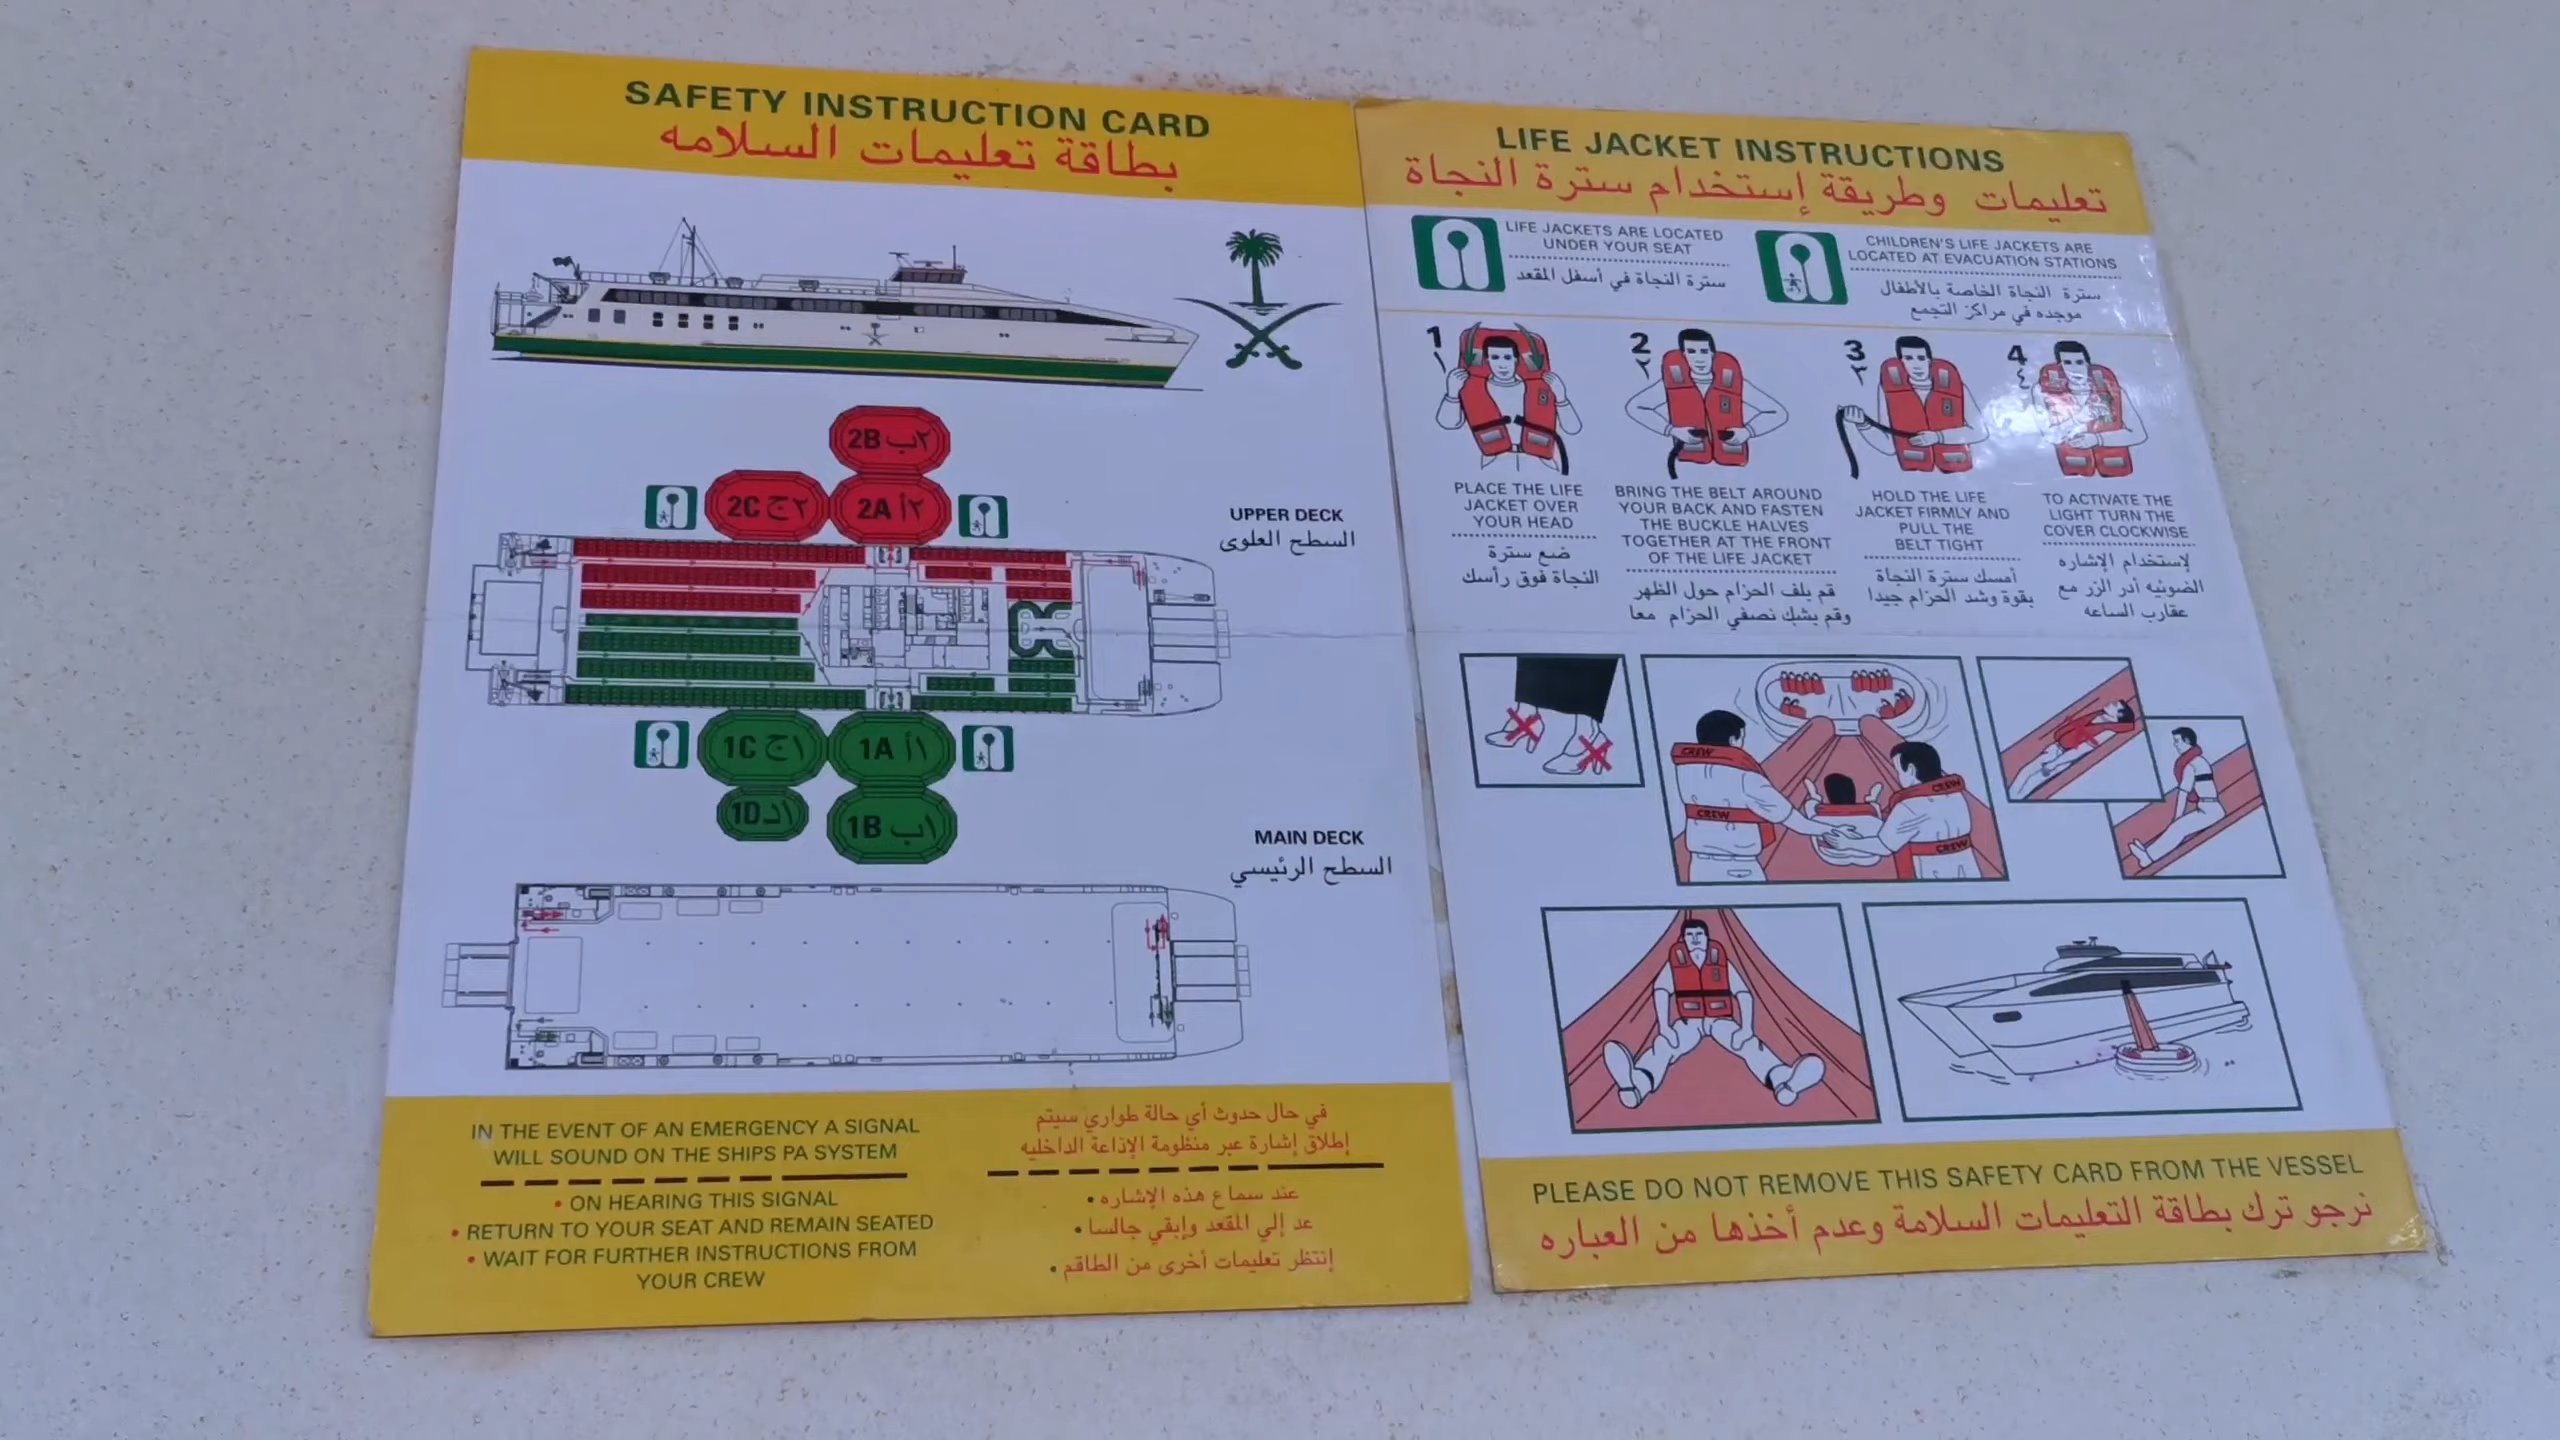 SAFETY INSTRUCTION CARD
بطاقة تعليمات السلامه
2B ٢ب
2C ٢ج
2A ٢أ
UPPER DECK
السطح العلوى
1C ١ج
1A ١أ
1D ١د
1B ١ب
MAIN DECK
السطح الرئيسي
IN THE EVENT OF AN EMERGENCY A SIGNAL
WILL SOUND ON THE SHIPS PA SYSTEM
• ON HEARING THIS SIGNAL
• RETURN TO YOUR SEAT AND REMAIN SEATED
• WAIT FOR FURTHER INSTRUCTIONS FROM
YOUR CREW
في حال حدوث أي حالة طواري سيتم
إطلاق إشارة عبر منظومة الإذاعة الداخليه
عند سماع هذه الإشاره •
عد إلي المقعد وإبقي جالسا •
إنتظر تعليمات أخرى من الطاقم •
LIFE JACKET INSTRUCTIONS
تعليمات وطريقة إستخدام سترة النجاة
LIFE JACKETS ARE LOCATED
UNDER YOUR SEAT
سترة النجاة في أسفل المقعد
CHILDREN'S LIFE JACKETS ARE
LOCATED AT EVACUATION STATIONS
سترة النجاة الخاصة بالأطفال
موجده في مراكز التجمع
1
١
PLACE THE LIFE
JACKET OVER
YOUR HEAD
ضع سترة
النجاة فوق رأسك
2
٢
BRING THE BELT AROUND
YOUR BACK AND FASTEN
THE BUCKLE HALVES
TOGETHER AT THE FRONT
OF THE LIFE JACKET
قم بلف الحزام حول الظهر
وقم بشبك نصفي الحزام معا
3
٣
HOLD THE LIFE
JACKET FIRMLY AND
PULL THE
BELT TIGHT
أمسك سترة النجاة
بقوة وشد الحزام جيدا
4
٤
TO ACTIVATE THE
LIGHT TURN THE
COVER CLOCKWISE
لإستخدام الإشاره
الضوئيه أدر الزر مع
عقارب الساعه
CREW
CREW
CREW
CREW
PLEASE DO NOT REMOVE THIS SAFETY CARD FROM THE VESSEL
نرجو ترك بطاقة التعليمات السلامة وعدم أخذها من العباره